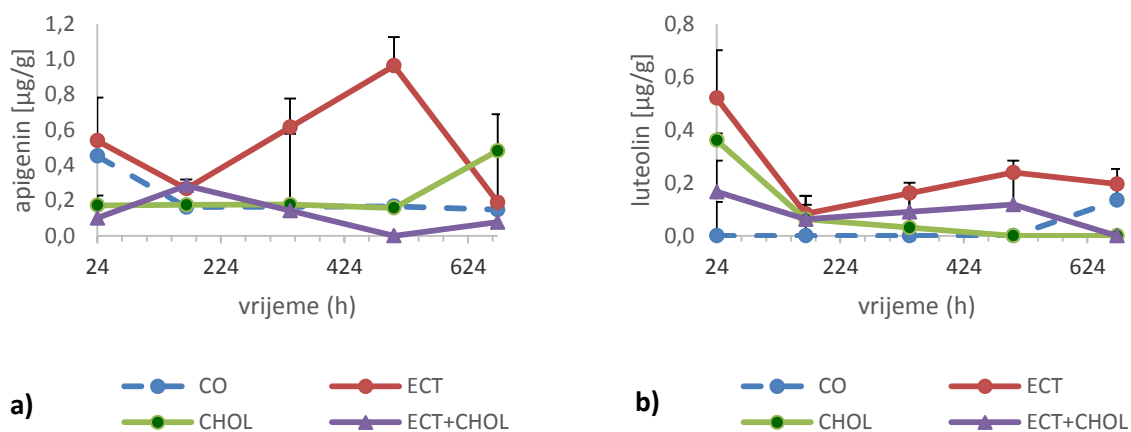 apigenin [µg/g]
1,2
1,0
0,8
0,6
0,4
0,2
0,0
24 224 424 624
vrijeme (h)
CO ECT
CHOL ECT+CHOL
a)
luteolin [µg/g]
0,8
0,6
0,4
0,2
0,0
24 224 424 624
vrijeme (h)
CO ECT
CHOL ECT+CHOL
b)